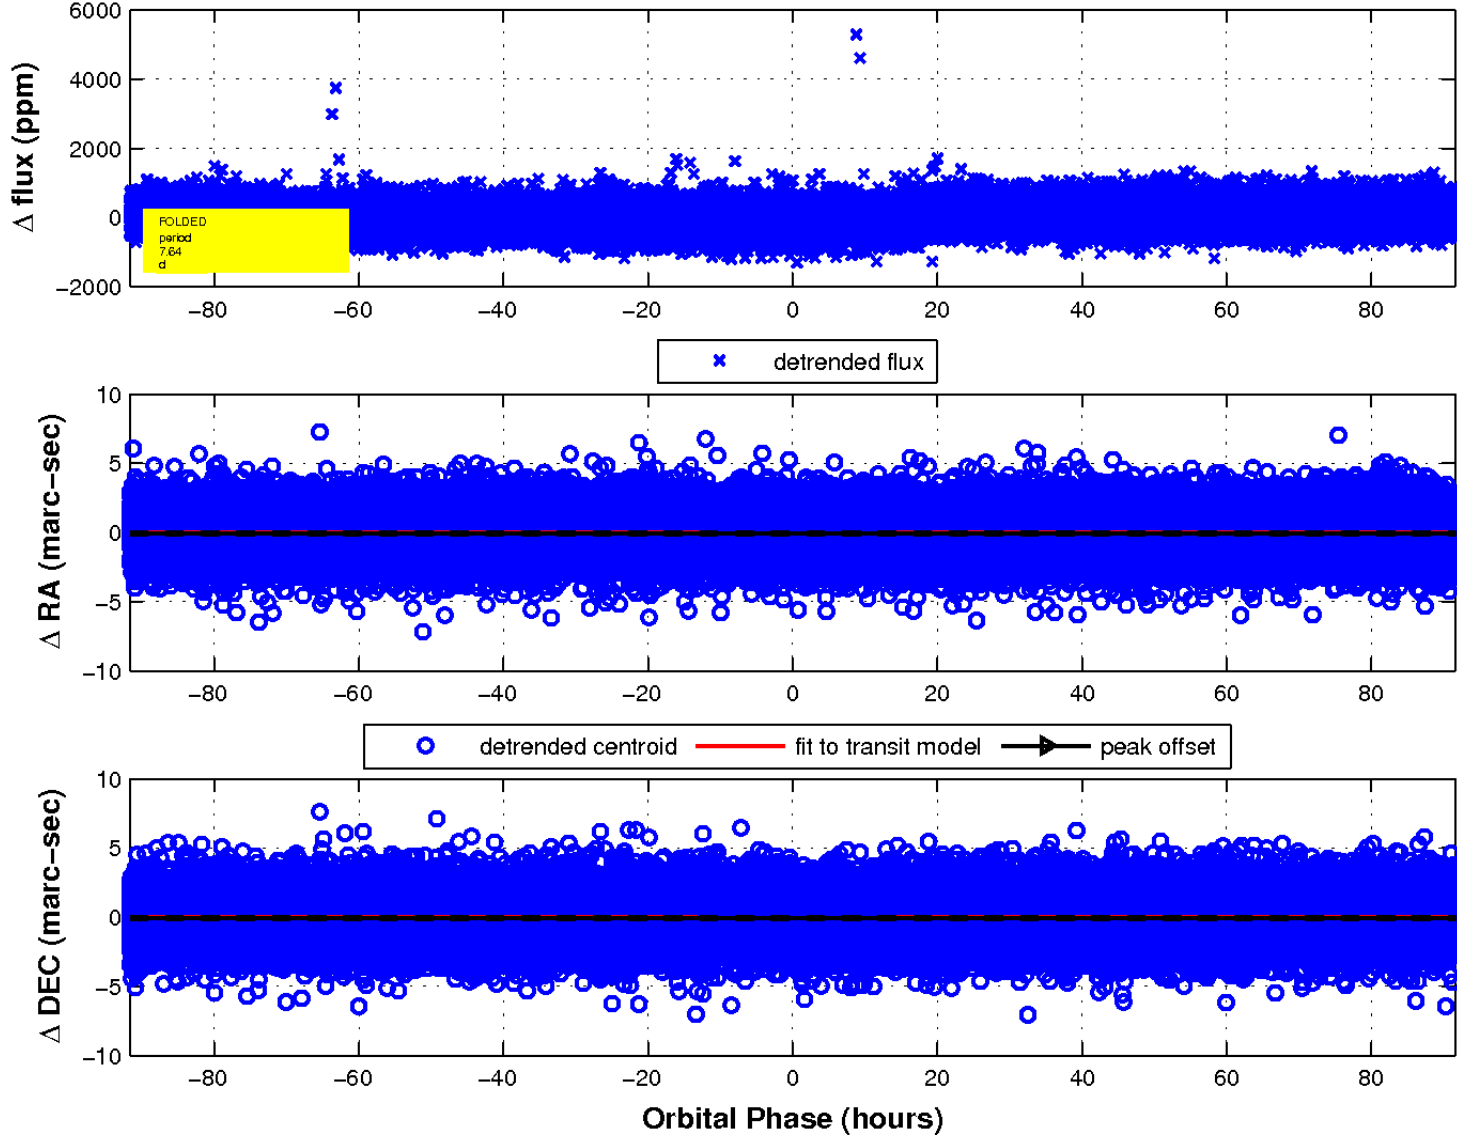 6000
4000
2000
0
−2000
Δ flux (ppm)
FOLDED
period
7.64
d
−80 −60 −40 −20 0 20 40 60 80
detrended flux
10
5
0
−5
−10
Δ RA (marc−sec)
−80 −60 −40 −20 0 20 40 60 80
detrended centroid fit to transit model peak offset
10
5
0
−5
−10
Δ DEC (marc−sec)
−80 −60 −40 −20 0 20 40 60 80
Orbital Phase (hours)